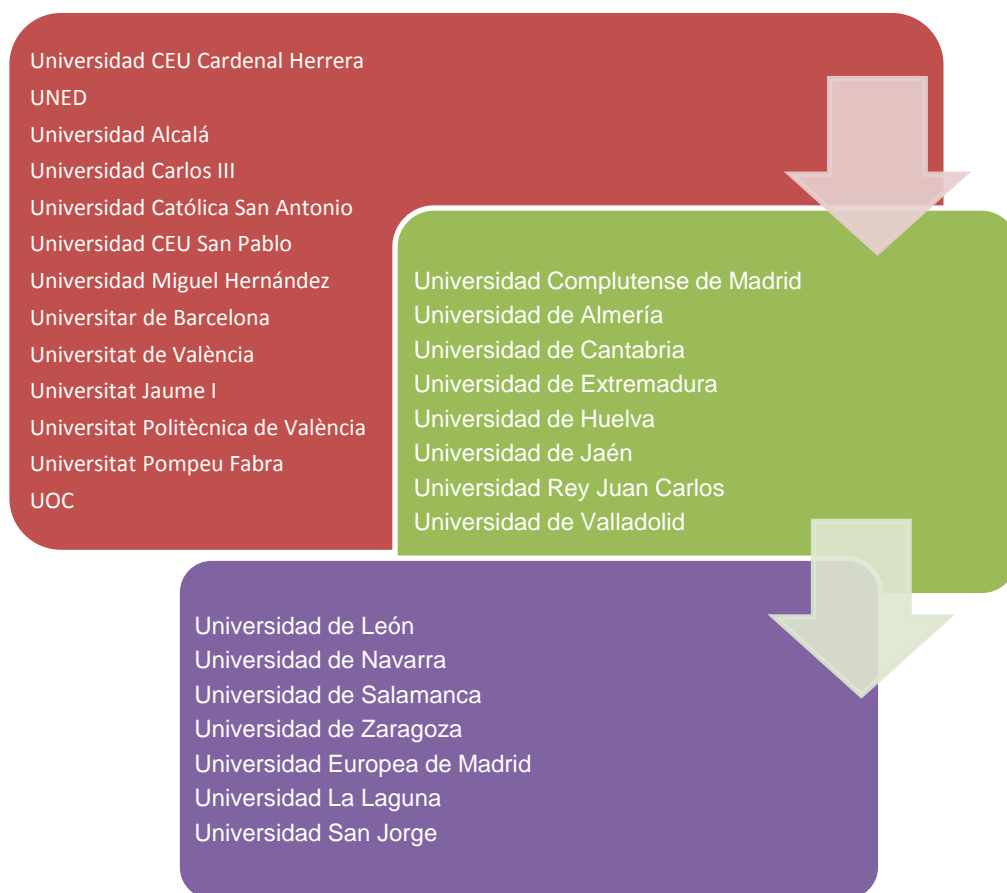 Universidad CEU Cardenal Herrera
UNED
Universidad Alcalá
Universidad Carlos III
Universidad Católica San Antonio
Universidad CEU San Pablo
Universidad Miguel Hernández
Universitar de Barcelona
Universitat de València
Universitat Jaume I
Universitat Politècnica de València
Universitat Pompeu Fabra
UOC
Universidad Complutense de Madrid
Universidad de Almería
Universidad de Cantabria
Universidad de Extremadura
Universidad de Huelva
Universidad de Jaén
Universidad Rey Juan Carlos
Universidad de Valladolid
Universidad de León
Universidad de Navarra
Universidad de Salamanca
Universidad de Zaragoza
Universidad Europea de Madrid
Universidad La Laguna
Universidad San Jorge